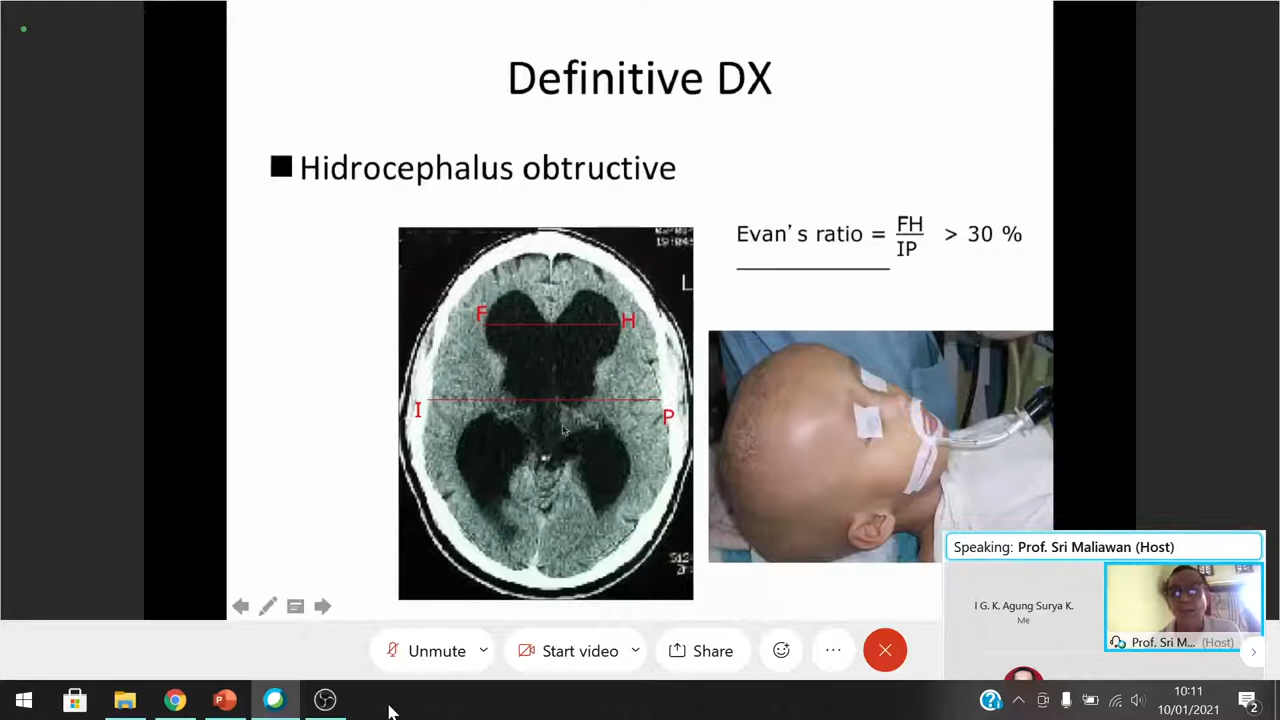 Definitive DX
Hidrocephalus obtructive
Evan's ratio = FH
IP
> 30 %
L
F
H
I
P
Speaking: Prof. Sri Maliawan (Host)
I G. K. Agung Surya K.
Me
Prof. Sri M... (Host)
Unmute
Start video
Share
10:11
10/01/2021
2